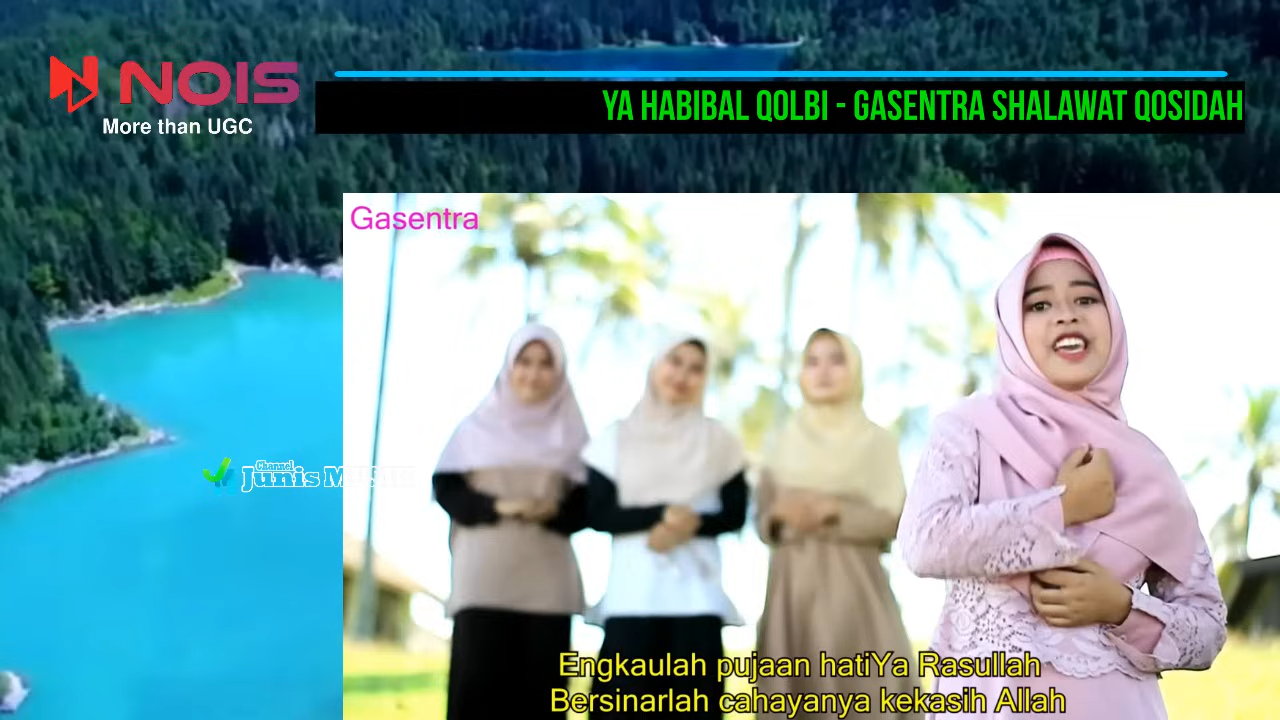 NOIS
More than UGC
YA HABIBAL QOLBI - GASENTRA SHALAWAT QOSIDAH
Gasentra
Channel
Junis MUSIK
Engkaulah pujaan hatiYa Rasullah
Bersinarlah cahayanya kekasih Allah